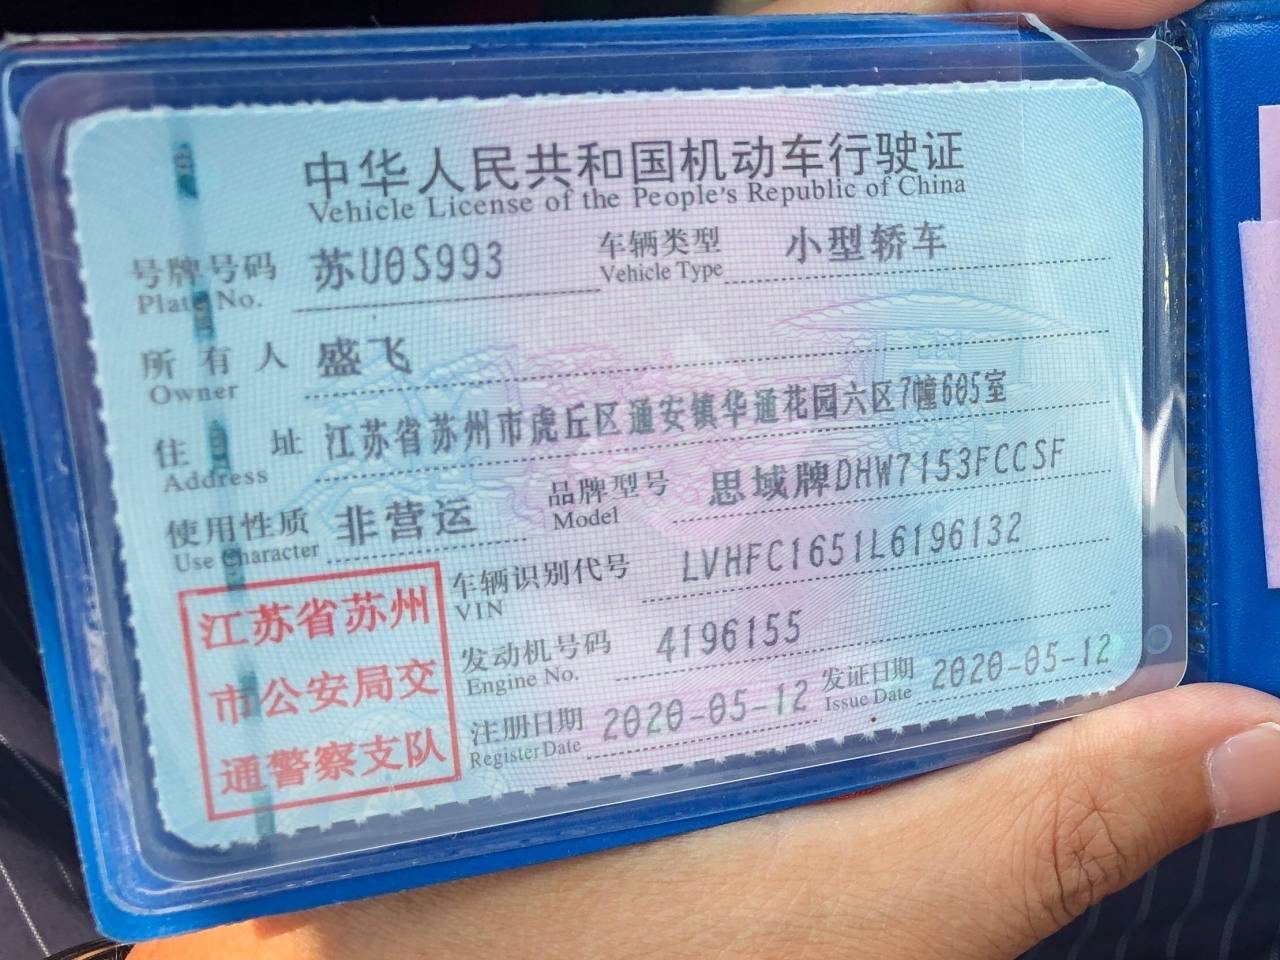 中华人民共和国机动车行驶证
Vehicle License of the People's Republic of China
号牌号码 苏U0S993 车辆类型 小型轿车
Plate No. Vehicle Type
所有人 盛飞
Owner
住址 江苏省苏州市虎丘区通安镇华通花园六区7幢605室
Address
使用性质 非营运 品牌型号 思域牌DHW7153FCCSF
Use Character Model
车辆识别代号 LVHFC1651L6196132
VIN
发动机号码 4196155
Engine No.
注册日期 2020-05-12 发证日期 2020-05-12
Register Date Issue Date
江苏省苏州
市公安局交
通警察支队